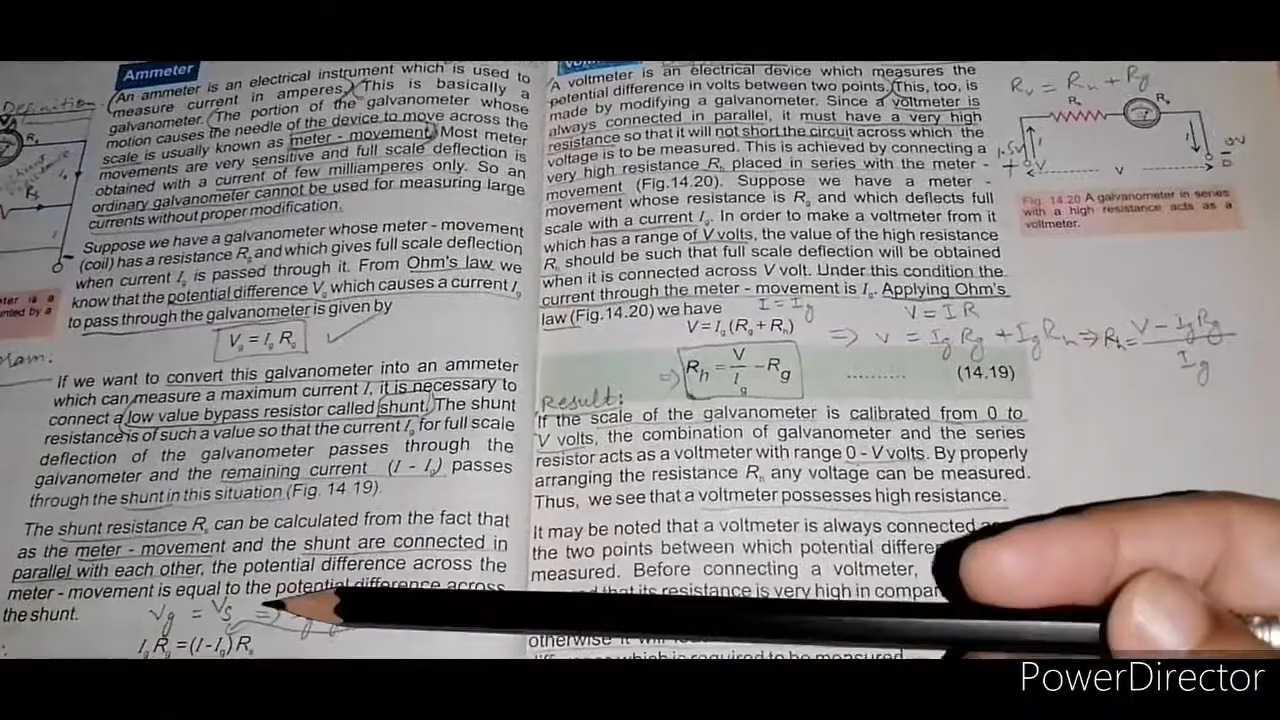 Ammeter
Definition:
An ammeter is an electrical instrument which is used to
measure current in amperes. This is basically a
galvanometer. The portion of the galvanometer whose
motion causes the needle of the device to move across the
scale is usually known as meter - movement. Most meter
movements are very sensitive and full scale deflection is
obtained with a current of few milliamperes only. So an
ordinary galvanometer cannot be used for measuring large
currents without proper modification.
Suppose we have a galvanometer whose meter - movement
(coil) has a resistance Rg and which gives full scale deflection
when current Ig is passed through it. From Ohm's law we
know that the potential difference Vg which causes a current Ig
to pass through the galvanometer is given by
Vg = Ig Rg
If we want to convert this galvanometer into an ammeter
which can measure a maximum current I, it is necessary to
connect a low value bypass resistor called shunt. The shunt
resistance is of such a value so that the current Ig for full scale
deflection of the galvanometer passes through the
galvanometer and the remaining current (I - Ig) passes
through the shunt in this situation (Fig. 14.19).
The shunt resistance Rs can be calculated from the fact that
as the meter - movement and the shunt are connected in
parallel with each other, the potential difference across the
meter - movement is equal to the potential difference across
the shunt.
Vg = Vs ⇒
Ig Rg = (I-Ig) Rs
Rs
A voltmeter is an electrical device which measures the
potential difference in volts between two points. This, too, is
made by modifying a galvanometer. Since a voltmeter is
always connected in parallel, it must have a very high
resistance so that it will not short the circuit across which the
voltage is to be measured. This is achieved by connecting a
very high resistance Rh placed in series with the meter -
movement (Fig.14.20). Suppose we have a meter -
movement whose resistance is Rg and which deflects full
scale with a current Ig. In order to make a voltmeter from it
which has a range of V volts, the value of the high resistance
Rh should be such that full scale deflection will be obtained
when it is connected across V volt. Under this condition the
current through the meter - movement is Ig. Applying Ohm's
law (Fig.14.20) we have I = Ig V = IR
V = Ig (Rg + Rh) ⇒ V = IgRg + IgRh ⇒ Rh = V - IgRg / Ig
⇒ Rh = V/Ig - Rg .......... (14.19)
Result:
If the scale of the galvanometer is calibrated from 0 to
V volts, the combination of galvanometer and the series
resistor acts as a voltmeter with range 0 - V volts. By properly
arranging the resistance Rh any voltage can be measured.
Thus, we see that a voltmeter possesses high resistance.
It may be noted that a voltmeter is always connected
the two points between which potential
measured. Before connecting a voltmeter,
that its resistance is very high in
otherwise it will
which is required to be measured
Rv = Rh + Rg
Rh Rg
I I
1.5V 0V
+ V
V
Fig. 14.20 A galvanometer in series
with a high resistance acts as a
voltmeter.
PowerDirector